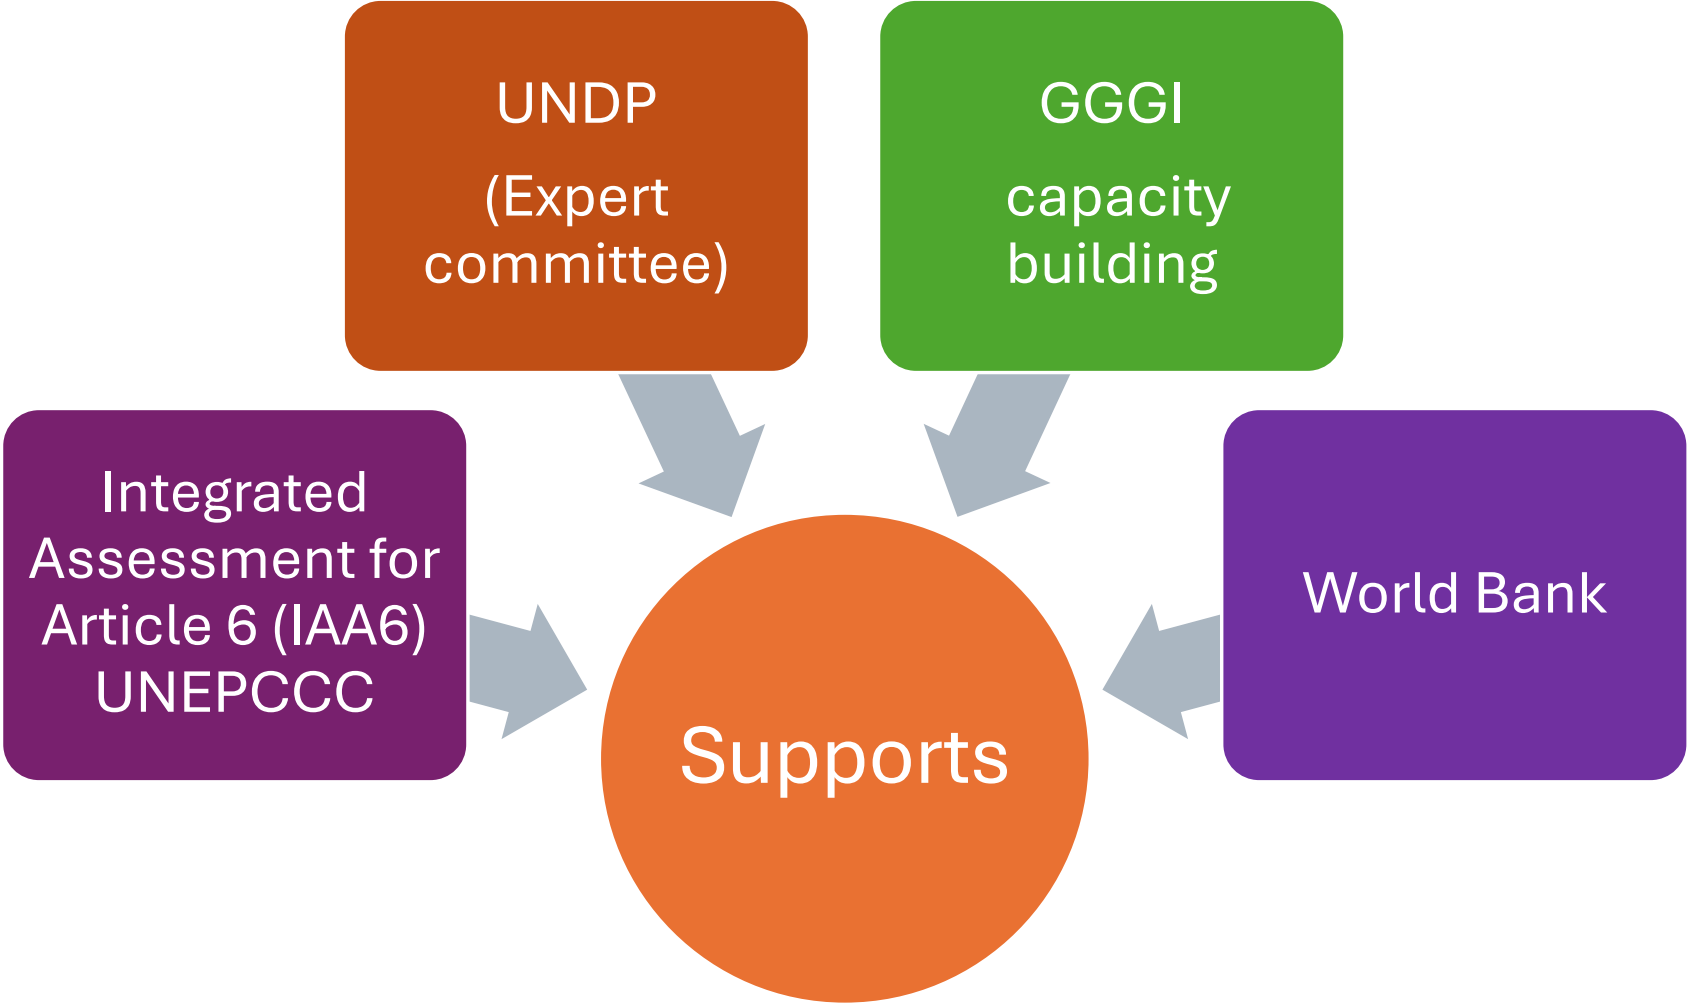 UNDP
(Expert
committee)
GGGI
capacity
building
Integrated
Assessment for
Article 6 (IAA6)
UNEPCCC
World Bank
Supports